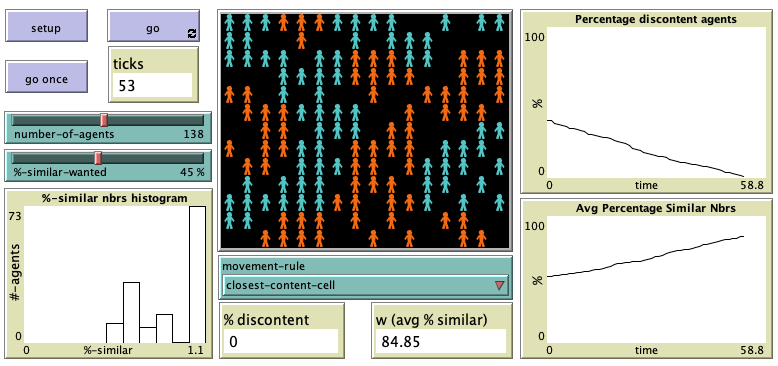 setup
go
go once
ticks
53
number-of-agents 138
%-similar-wanted 45 %
%-similar nbrs histogram
73
#-agents
0
0 %-similar 1.1
movement-rule
closest-content-cell
% discontent
0
w (avg % similar)
84.85
Percentage discontent agents
100
%
0
0 time 58.8
Avg Percentage Similar Nbrs
100
%
0
0 time 58.8